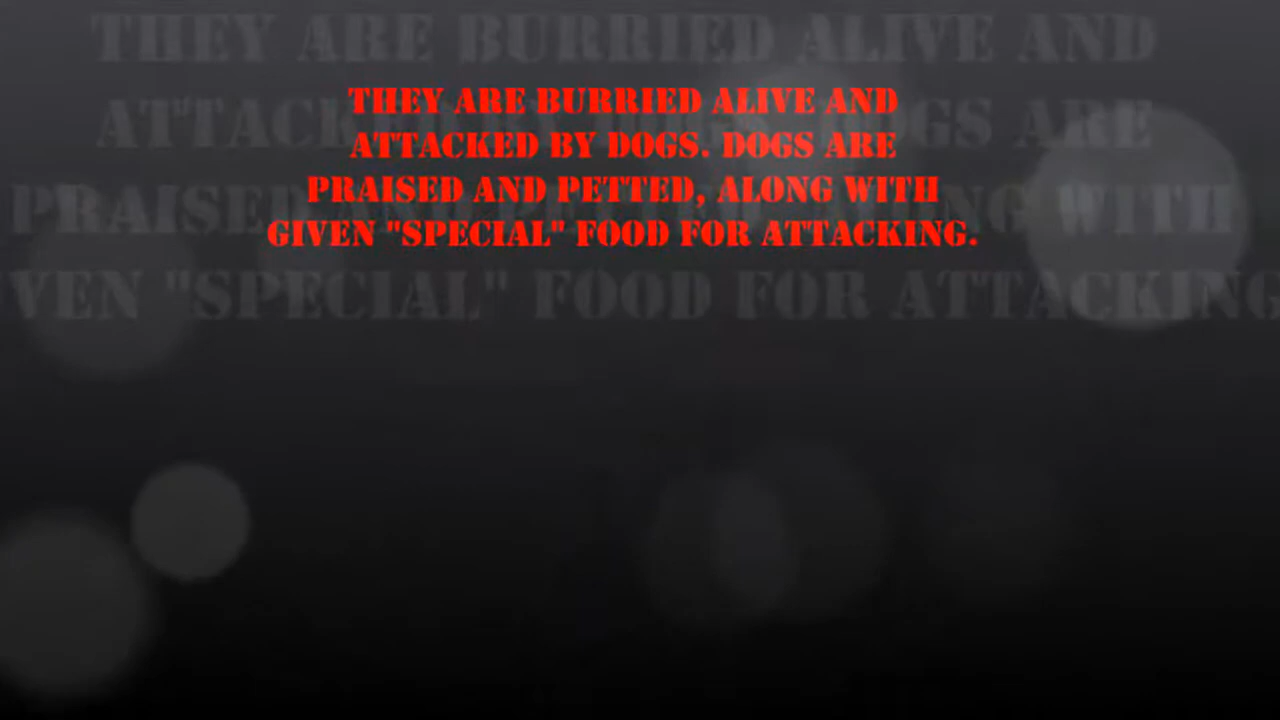 THEY ARE BURRIED ALIVE AND
ATTACKED BY DOGS. DOGS ARE
PRAISED AND PETTED, ALONG WITH
GIVEN "SPECIAL" FOOD FOR ATTACKING.